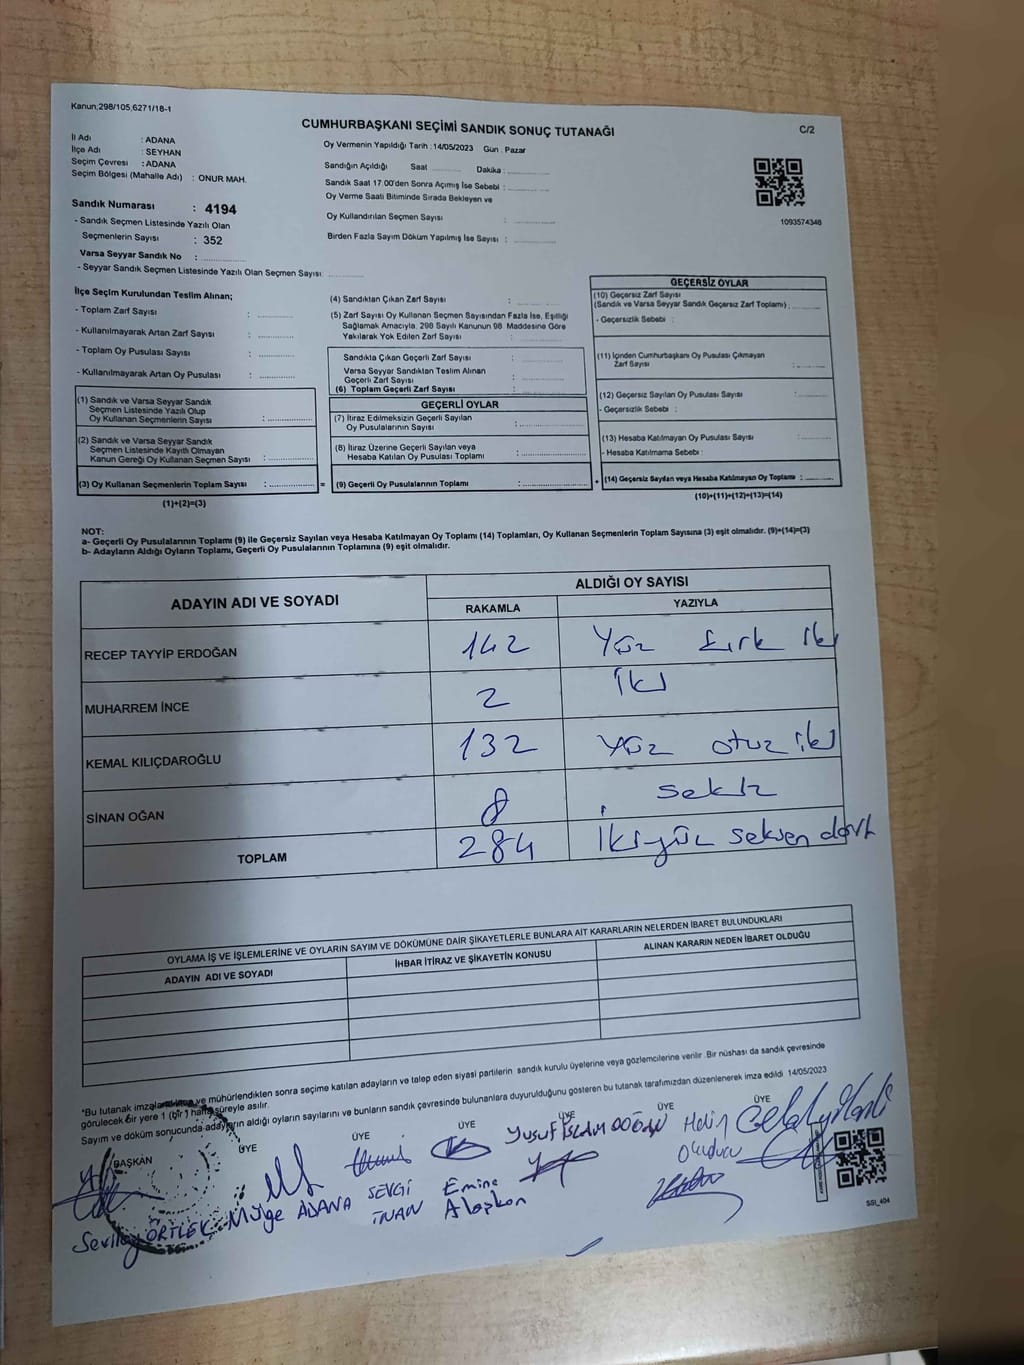 Kanun,298/105,6271/18-1
CUMHURBAŞKANI SEÇİMİ SANDIK SONUÇ TUTANAĞI
C/2
İl Adı : ADANA
İlçe Adı : SEYHAN
Seçim Çevresi : ADANA
Seçim Bölgesi (Mahalle Adı) : ONUR MAH.
Sandık Numarası : 4194
- Sandık Seçmen Listesinde Yazılı Olan
Seçmenlerin Sayısı : 352
Varsa Seyyar Sandık No :
- Seyyar Sandık Seçmen Listesinde Yazılı Olan Seçmen Sayısı:
Oy Vermenin Yapıldığı Tarih :14/05/2023 Gün : Pazar
Sandığın Açıldığı Saat Dakika :
Sandık Saat 17:00'den Sonra Açımış İse Sebebi :
Oy Verme Saati Bitiminde Sırada Bekleyen ve
Oy Kullandırılan Seçmen Sayısı :
Birden Fazla Sayım Döküm Yapılmış İse Sayısı :
1093574348
İlçe Seçim Kurulundan Teslim Alınan;
- Toplam Zarf Sayısı :
- Kullanılmayarak Artan Zarf Sayısı :
- Toplam Oy Pusulası Sayısı :
- Kullanılmayarak Artan Oy Pusulası :
(1) Sandık ve Varsa Seyyar Sandık
Seçmen Listesinde Yazılı Olup
Oy Kullanan Seçmenlerin Sayısı :
(2) Sandık ve Varsa Seyyar Sandık
Seçmen Listesinde Kayıtlı Olmayan
Kanun Gereği Oy Kullanan Seçmen Sayısı :
(3) Oy Kullanan Seçmenlerin Toplam Sayısı : =
(1)+(2)=(3)
(4) Sandıktan Çıkan Zarf Sayısı :
(5) Zarf Sayısı Oy Kullanan Seçmen Sayısından Fazla İse, Eşitliği
Sağlamak Amacıyla, 298 Sayılı Kanunun 98. Maddesine Göre
Yakılarak Yok Edilen Zarf Sayısı :
Sandıkta Çıkan Geçerli Zarf Sayısı :
Varsa Seyyar Sandıktan Teslim Alınan
Geçerli Zarf Sayısı :
(6) Toplam Geçerli Zarf Sayısı :
GEÇERLİ OYLAR
(7) İtiraz Edilmeksizin Geçerli Sayılan
Oy Pusulalarının Sayısı :
(8) İtiraz Üzerine Geçerli Sayılan veya
Hesaba Katılan Oy Pusulası Toplamı :
(9) Geçerli Oy Pusulalarının Toplamı : +
GEÇERSİZ OYLAR
(10) Geçersiz Zarf Sayısı
(Sandık ve Varsa Seyyar Sandık Geçersiz Zarf Toplamı) :
- Geçersizlik Sebebi :
(11) İçinden Cumhurbaşkanı Oy Pusulası Çıkmayan
Zarf Sayısı :
(12) Geçersiz Sayılan Oy Pusulası Sayısı :
- Geçersizlik Sebebi :
(13) Hesaba Katılmayan Oy Pusulası Sayısı :
- Hesaba Katılmama Sebebi :
(14) Geçersiz Sayılan veya Hesaba Katılmayan Oy Toplamı :
(10)+(11)+(12)+(13)=(14)
NOT:
a- Geçerli Oy Pusulalarının Toplamı (9) ile Geçersiz Sayılan veya Hesaba Katılmayan Oy Toplamı (14) Toplamları, Oy Kullanan Seçmenlerin Toplam Sayısına (3) eşit olmalıdır. (9)+(14)=(3)
b- Adayların Aldığı Oyların Toplamı, Geçerli Oy Pusulalarının Toplamına (9) eşit olmalıdır.
ADAYIN ADI VE SOYADI
ALDIĞI OY SAYISI
RAKAMLA YAZIYLA
RECEP TAYYİP ERDOĞAN 142 Yüz kırk iki
MUHARREM İNCE 2 İki
KEMAL KILIÇDAROĞLU 132 yüz otuz iki
SİNAN OĞAN 8 sekiz
TOPLAM 284 İkiyüz seksen dört
OYLAMA İŞ VE İŞLEMLERİNE VE OYLARIN SAYIM VE DÖKÜMÜNE DAİR ŞİKAYETLERLE BUNLARA AİT KARARLARIN NELERDEN İBARET BULUNDUKLARI
ADAYIN ADI VE SOYADI İHBAR İTİRAZ VE ŞİKAYETİN KONUSU ALINAN KARARIN NEDEN İBARET OLDUĞU
*Bu tutanak imzalanıp ve mühürlendikten sonra seçime katılan adayların ve talep eden siyasi partilerin sandık kurulu üyelerine veya gözlemcilerine verilir. Bir nüshası da sandık çevresinde
görülecek bir yere 1 (bir) hafta süreyle asılır.
Sayım ve döküm sonucunda adayların aldığı oyların sayılarını ve bunların sandık çevresinde bulunanlara duyurulduğunu gösteren bu tutanak tarafımızdan düzenlenerek imza edildi. 14/05/2023
BAŞKAN ÜYE ÜYE ÜYE ÜYE ÜYE ÜYE
Sevilay ÖRTLEK
Müge ADANA
SEVGİ
İNAN
Emine
Alaşkan
YUSUF İSLAM DOĞAN
Okuducu
SSI_404